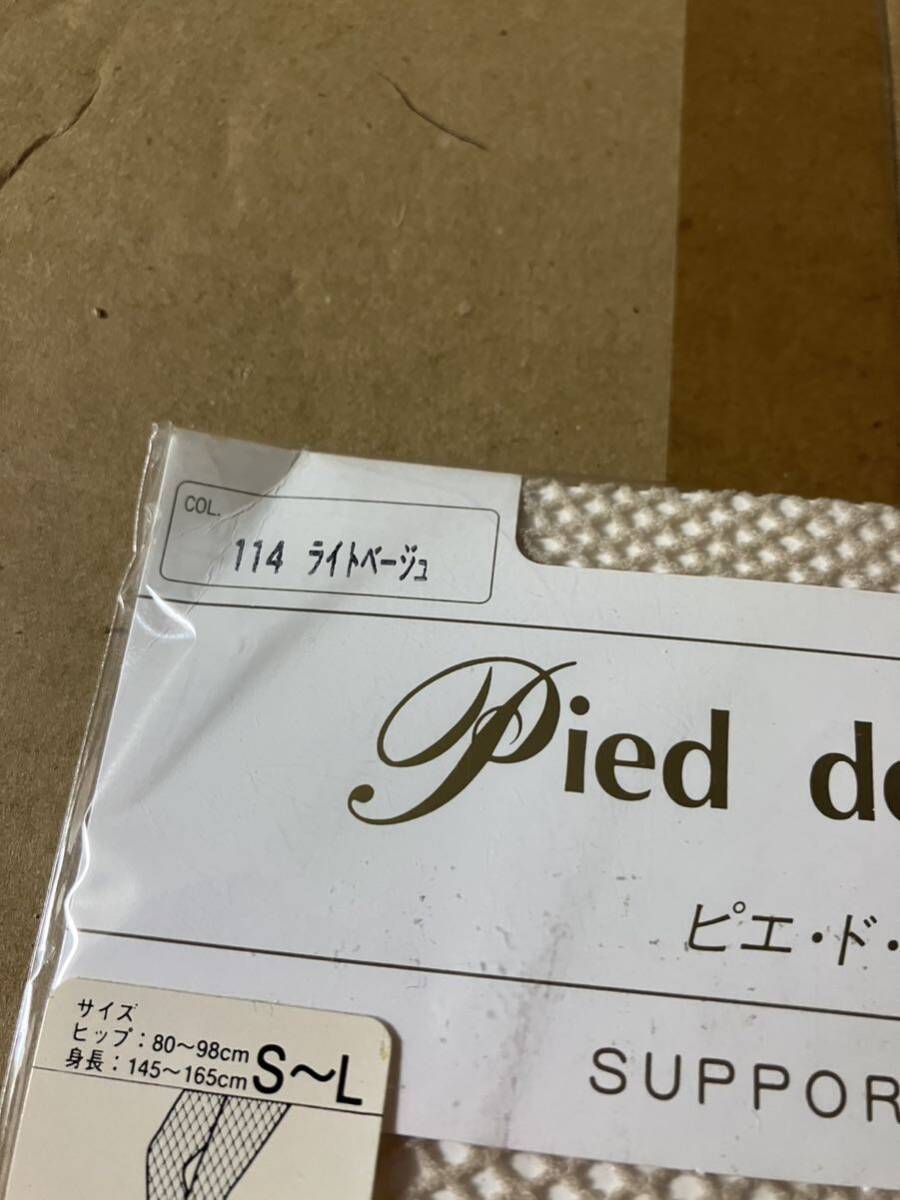 COL.
114 ライトベージュ
Pied de
ピエ・ド・
サイズ
ヒップ：80〜98cm
身長：145〜165cm
S〜L
SUPPOR